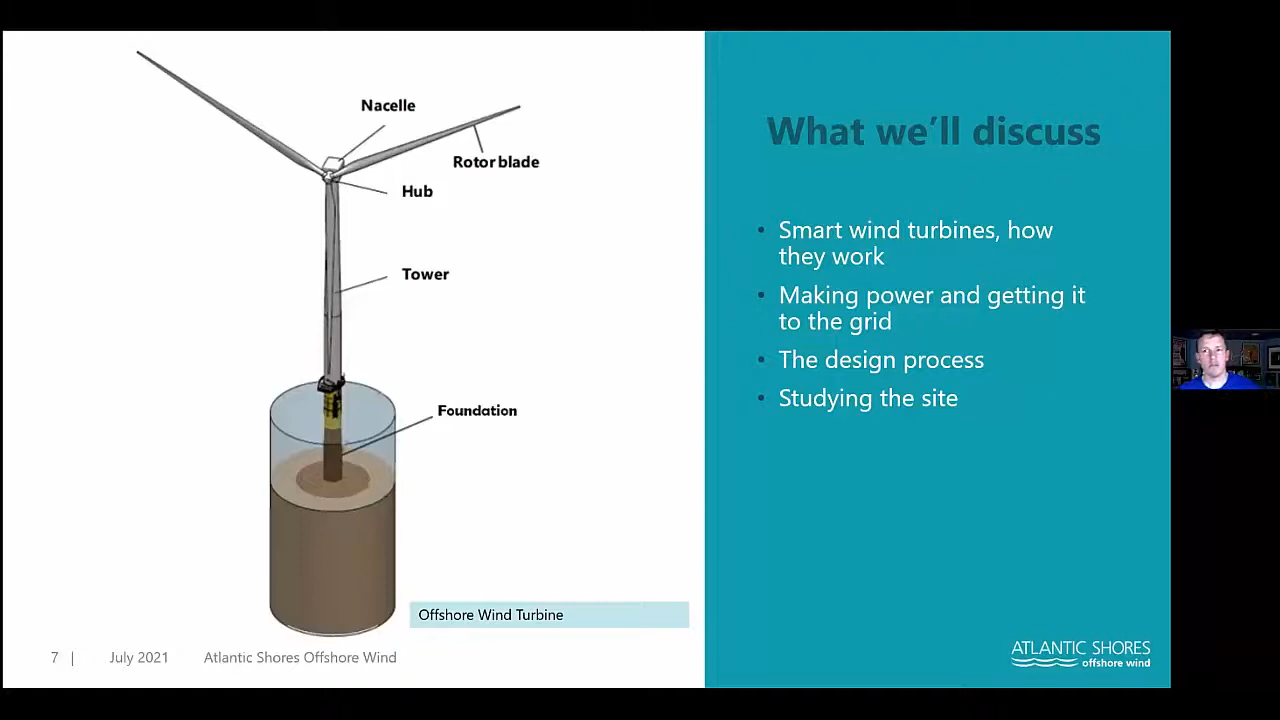 Nacelle
Rotor blade
Hub
Tower
Foundation
Offshore Wind Turbine
7 | July 2021 Atlantic Shores Offshore Wind
What we'll discuss
• Smart wind turbines, how
they work
• Making power and getting it
to the grid
• The design process
• Studying the site
ATLANTIC SHORES
offshore wind